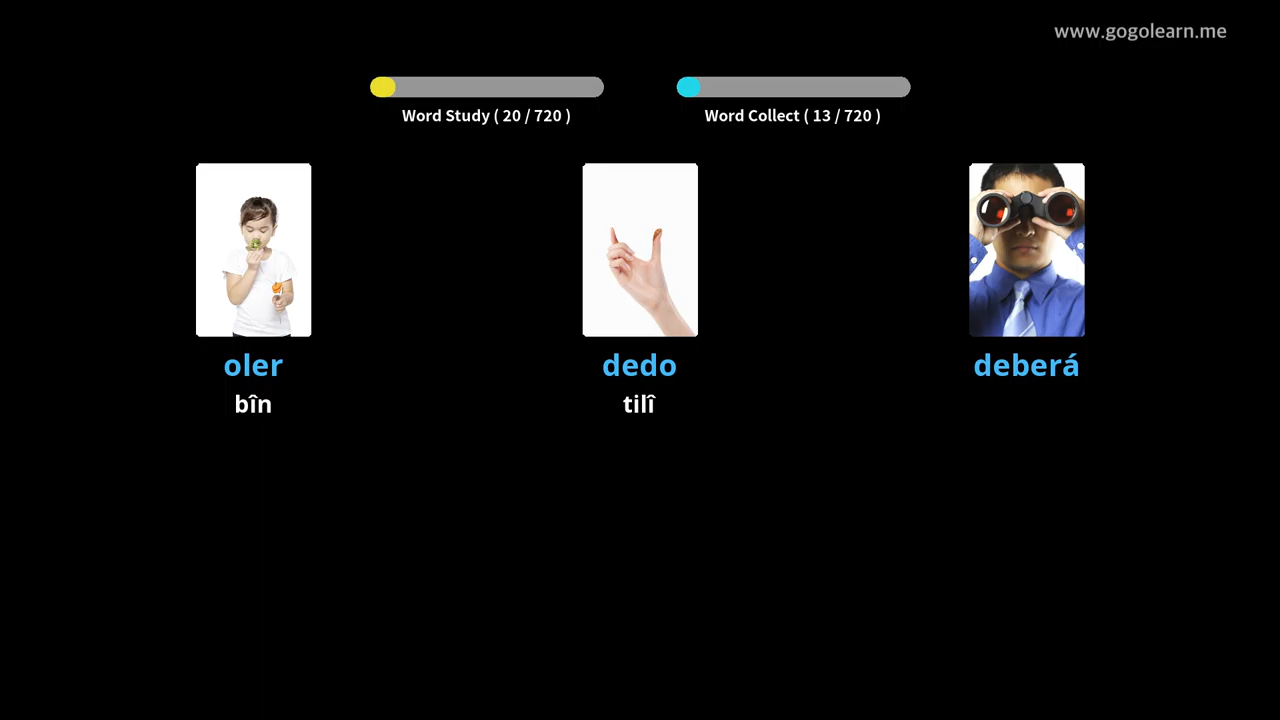 www.gogolearn.me
Word Study ( 20 / 720 )
Word Collect ( 13 / 720 )
oler
bîn
dedo
tilî
deberá